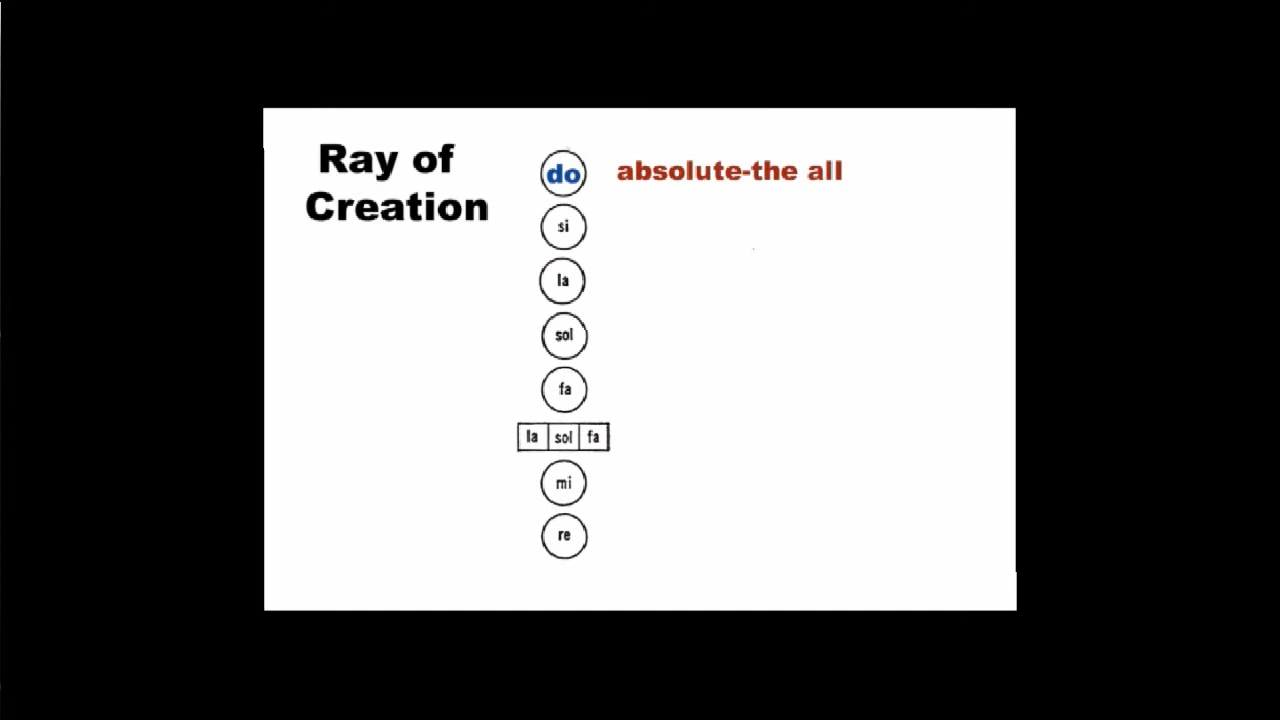 Ray of
Creation
do absolute-the all
si
la
sol
fa
la sol fa
mi
re